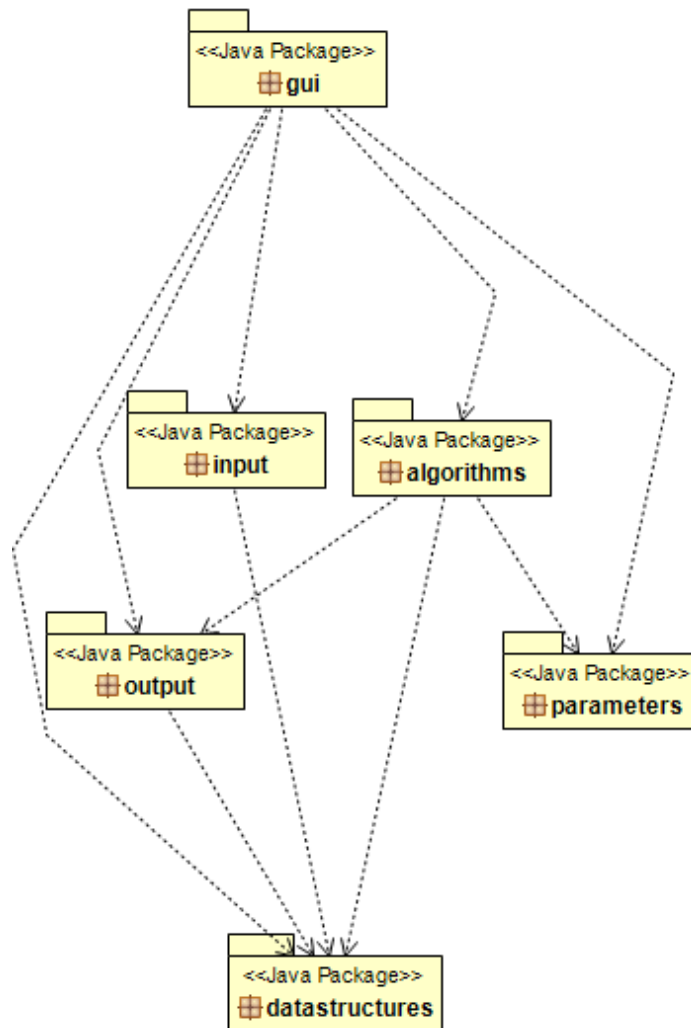 <<Java Package>>
gui
<<Java Package>>
input
<<Java Package>>
algorithms
<<Java Package>>
output
<<Java Package>>
parameters
<<Java Package>>
datastructures